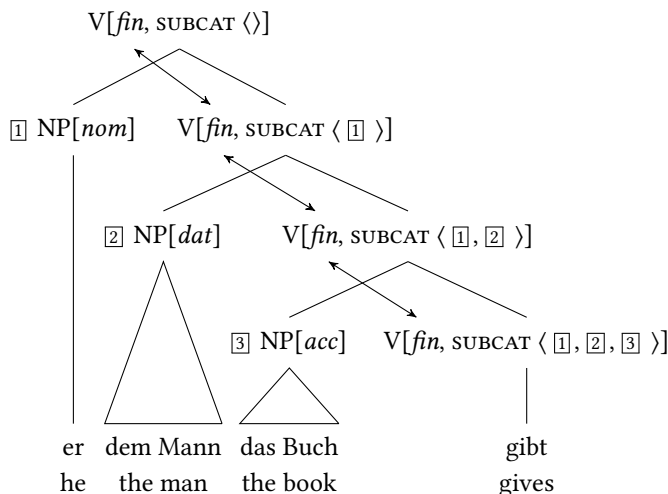 V[fin, SUBCAT ⟨⟩]
1 NP[nom] V[fin, SUBCAT ⟨ 1 ⟩]
2 NP[dat] V[fin, SUBCAT ⟨ 1, 2 ⟩]
3 NP[acc] V[fin, SUBCAT ⟨ 1, 2, 3 ⟩]
er dem Mann das Buch gibt
he the man the book gives